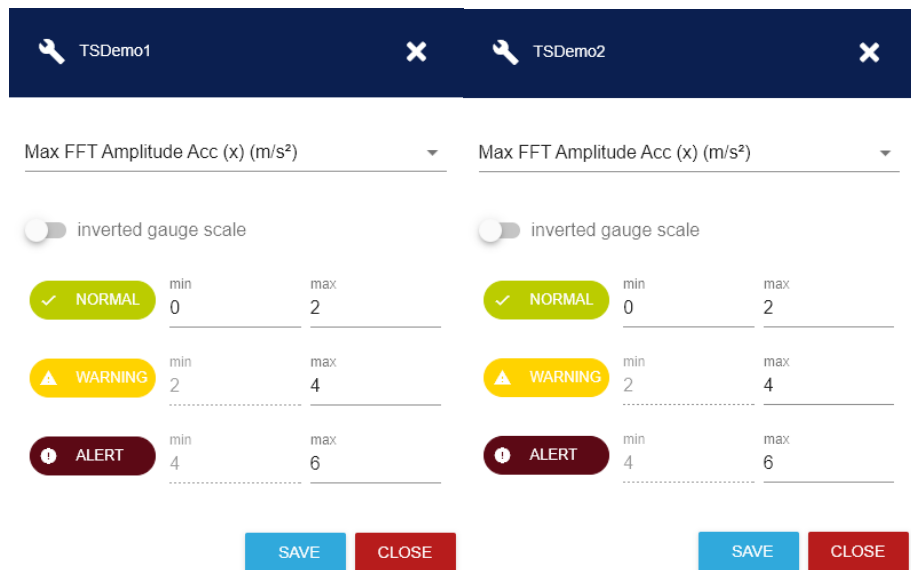 TSDemo1
Max FFT Amplitude Acc (x) (m/s²)
inverted gauge scale
NORMAL min 0 max 2
WARNING min 2 max 4
ALERT min 4 max 6
SAVE CLOSE
TSDemo2
Max FFT Amplitude Acc (x) (m/s²)
inverted gauge scale
NORMAL min 0 max 2
WARNING min 2 max 4
ALERT min 4 max 6
SAVE CLOSE